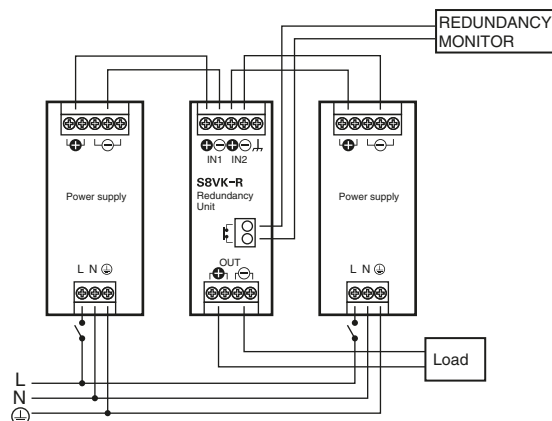 REDUNDANCY
MONITOR
IN1 IN2
S8VK-R
Redundancy
Unit
Power supply
Power supply
OUT
L N
L N
Load
L
N